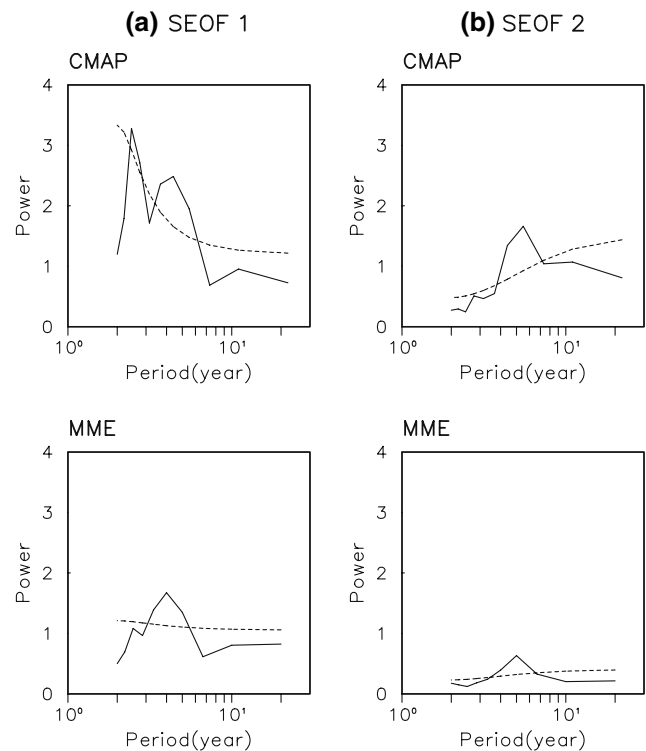 (a) SEOF 1
CMAP
4
3
2
1
0
Power
10⁰
10¹
Period(year)
(b) SEOF 2
CMAP
4
3
2
1
0
Power
10⁰
10¹
Period(year)
MME
4
3
2
1
0
Power
10⁰
10¹
Period(year)
MME
4
3
2
1
0
Power
10⁰
10¹
Period(year)